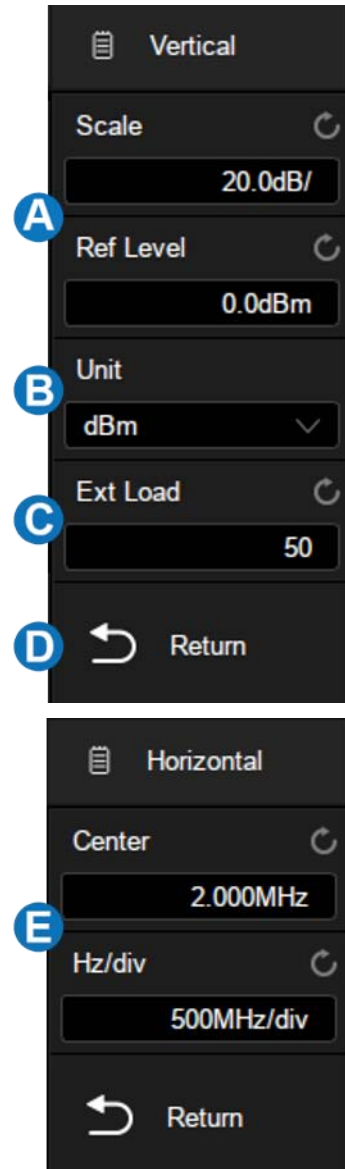 Vertical
Scale
20.0dB/
A
Ref Level
0.0dBm
Unit
B
dBm
Ext Load
C
50
D Return
Horizontal
Center
2.000MHz
E
Hz/div
500MHz/div
Return